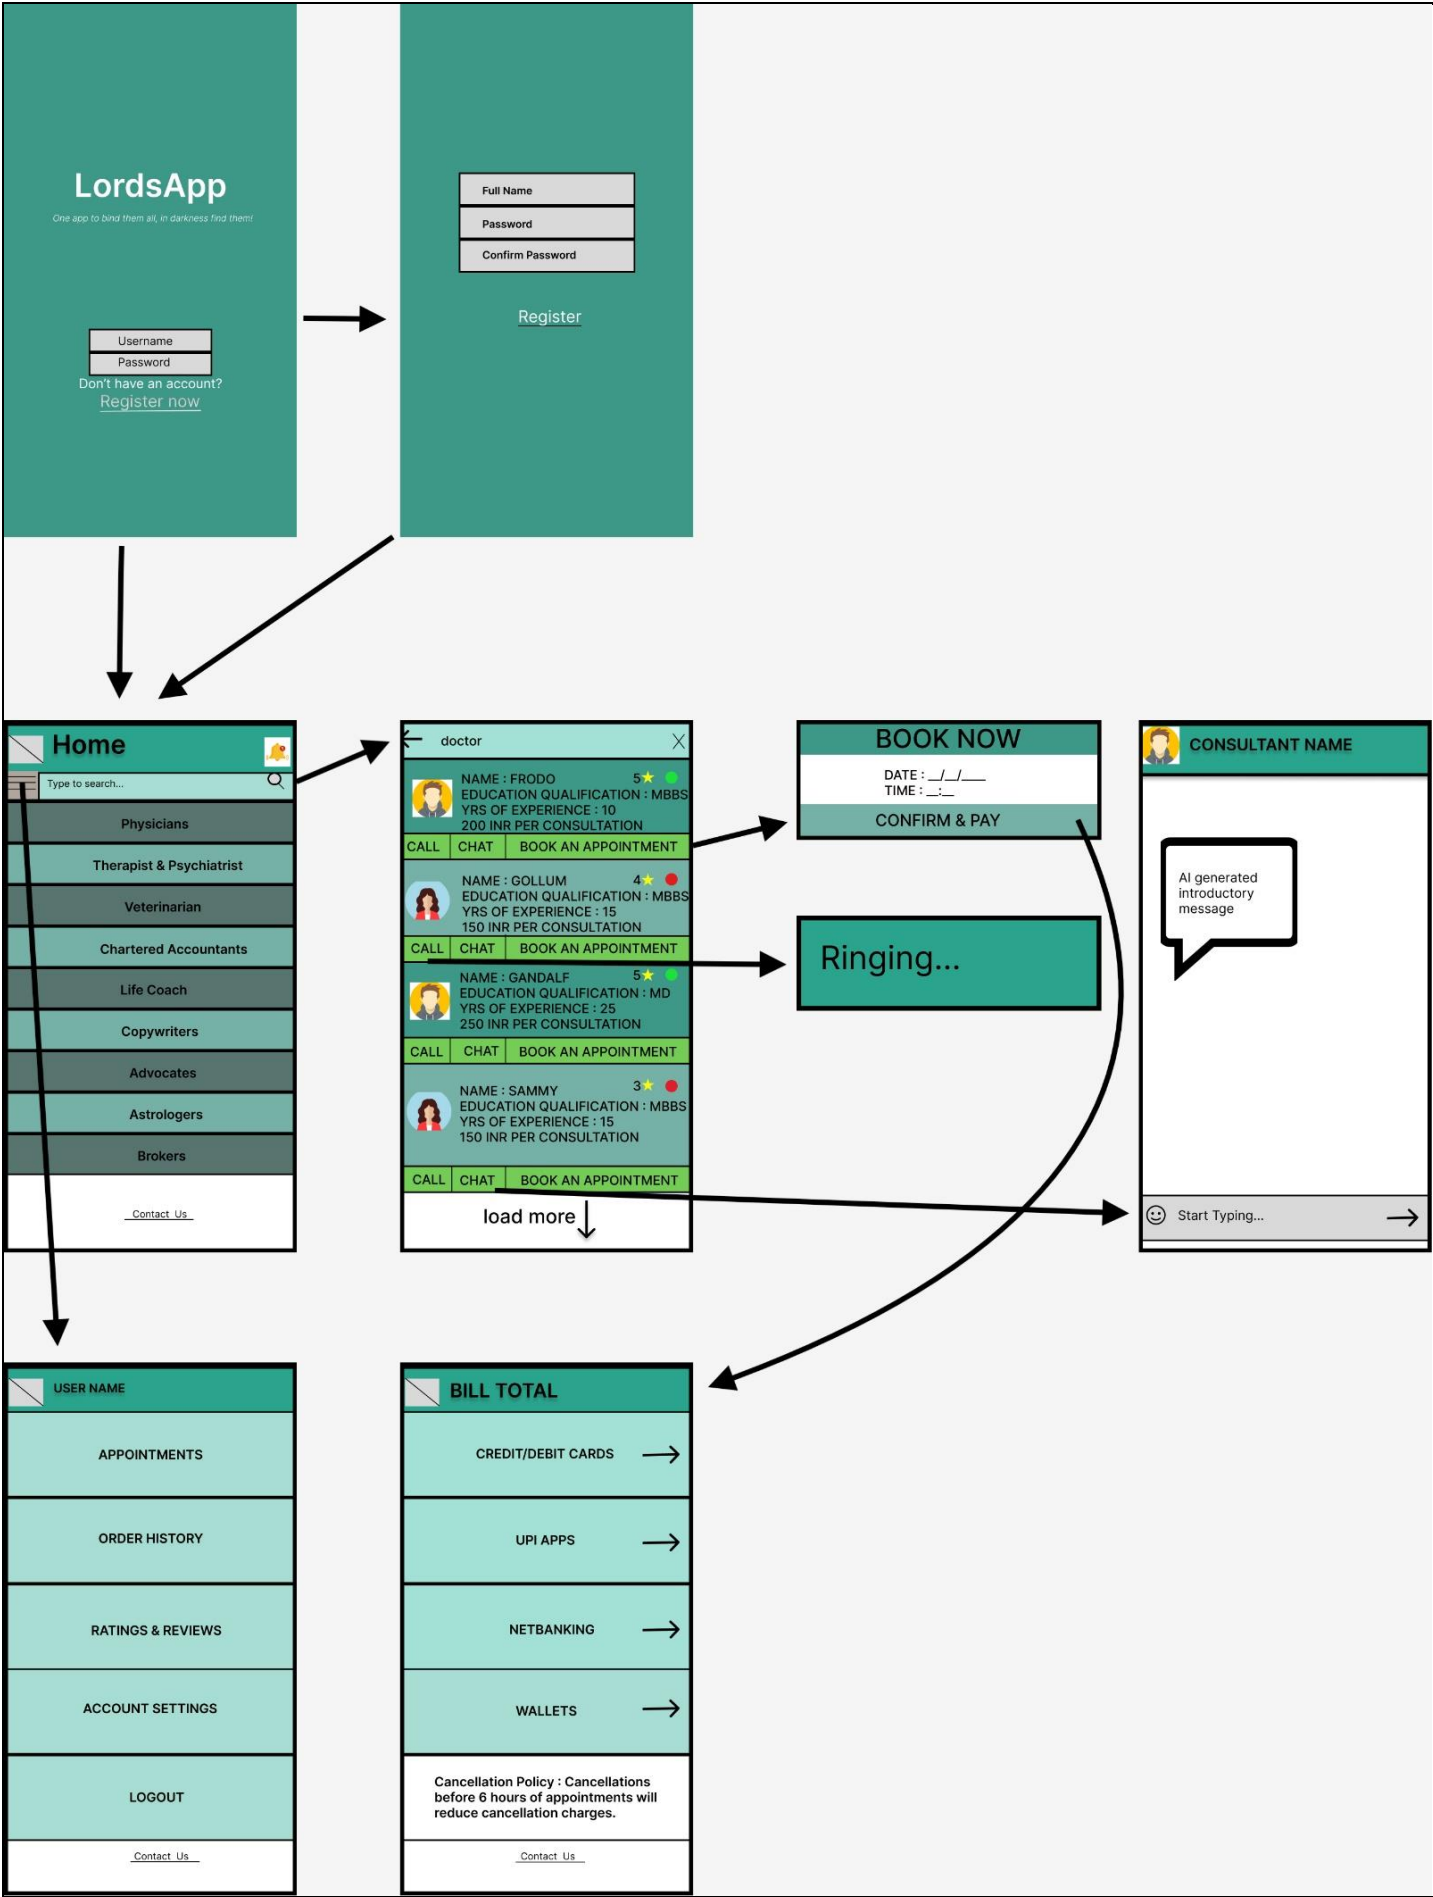 LordsApp
One app to bind them all, in darkness find them!
Username
Password
Don't have an account?
Register now
Full Name
Password
Confirm Password
Register
Home
Type to search...
Physicians
Therapist & Psychiatrist
Veterinarian
Chartered Accountants
Life Coach
Copywriters
Advocates
Astrologers
Brokers
Contact Us
doctor
NAME : FRODO 5
EDUCATION QUALIFICATION : MBBS
YRS OF EXPERIENCE : 10
200 INR PER CONSULTATION
CALL CHAT BOOK AN APPOINTMENT
NAME : GOLLUM 4
EDUCATION QUALIFICATION : MBBS
YRS OF EXPERIENCE : 15
150 INR PER CONSULTATION
CALL CHAT BOOK AN APPOINTMENT
NAME : GANDALF 5
EDUCATION QUALIFICATION : MD
YRS OF EXPERIENCE : 25
250 INR PER CONSULTATION
CALL CHAT BOOK AN APPOINTMENT
NAME : SAMMY 3
EDUCATION QUALIFICATION : MBBS
YRS OF EXPERIENCE : 15
150 INR PER CONSULTATION
CALL CHAT BOOK AN APPOINTMENT
load more
BOOK NOW
DATE : __/__/____
TIME : __:__
CONFIRM & PAY
Ringing...
CONSULTANT NAME
AI generated
introductory
message
Start Typing...
USER NAME
APPOINTMENTS
ORDER HISTORY
RATINGS & REVIEWS
ACCOUNT SETTINGS
LOGOUT
Contact Us
BILL TOTAL
CREDIT/DEBIT CARDS
UPI APPS
NETBANKING
WALLETS
Cancellation Policy : Cancellations
before 6 hours of appointments will
reduce cancellation charges.
Contact Us